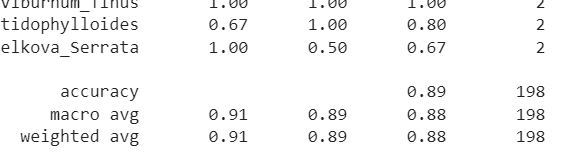 Viburnum_Tinus 1.00 1.00 1.00 2
tidophylloides 0.67 1.00 0.80 2
elkova_Serrata 1.00 0.50 0.67 2
accuracy 0.89 198
macro avg 0.91 0.89 0.88 198
weighted avg 0.91 0.89 0.88 198